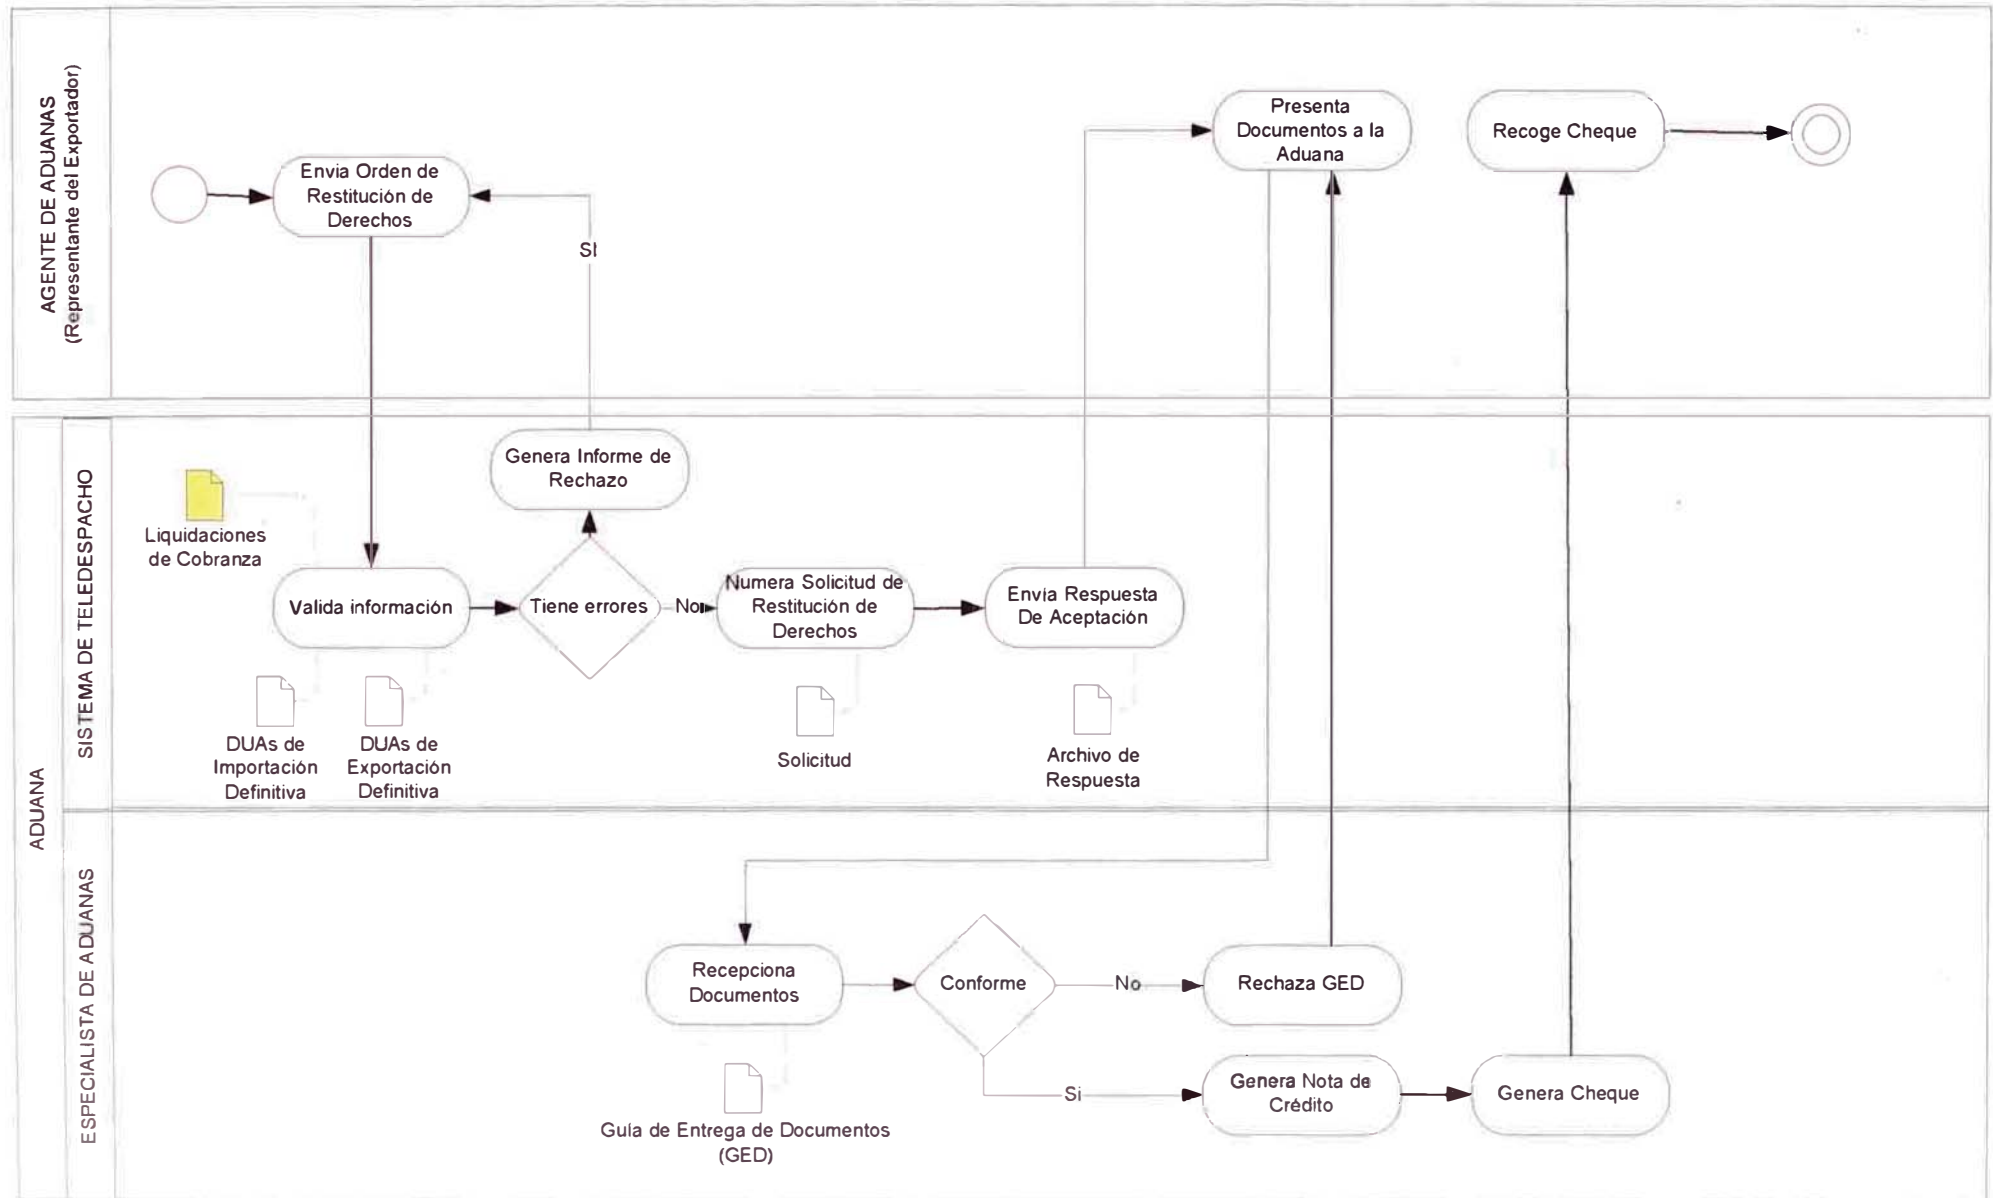 AGENTE DE ADUANAS
(Representante del Exportador)
Envia Orden de
Restitución de
Derechos
SI
Presenta
Documentos a la
Aduana
Recoge Cheque
ADUANA
SISTEMA DE TELEDESPACHO
Liquidaciones
de Cobranza
Genera Informe de
Rechazo
Valida información
Tiene errores
No
Numera Solicitud de
Restitución de
Derechos
Envía Respuesta
De Aceptación
DUAs de
Importación
Definitiva
DUAs de
Exportación
Definitiva
Solicitud
Archivo de
Respuesta
ESPECIALISTA DE ADUANAS
Recepciona
Documentos
Conforme
No
Rechaza GED
Si
Genera Nota de
Crédito
Genera Cheque
Guía de Entrega de Documentos
(GED)